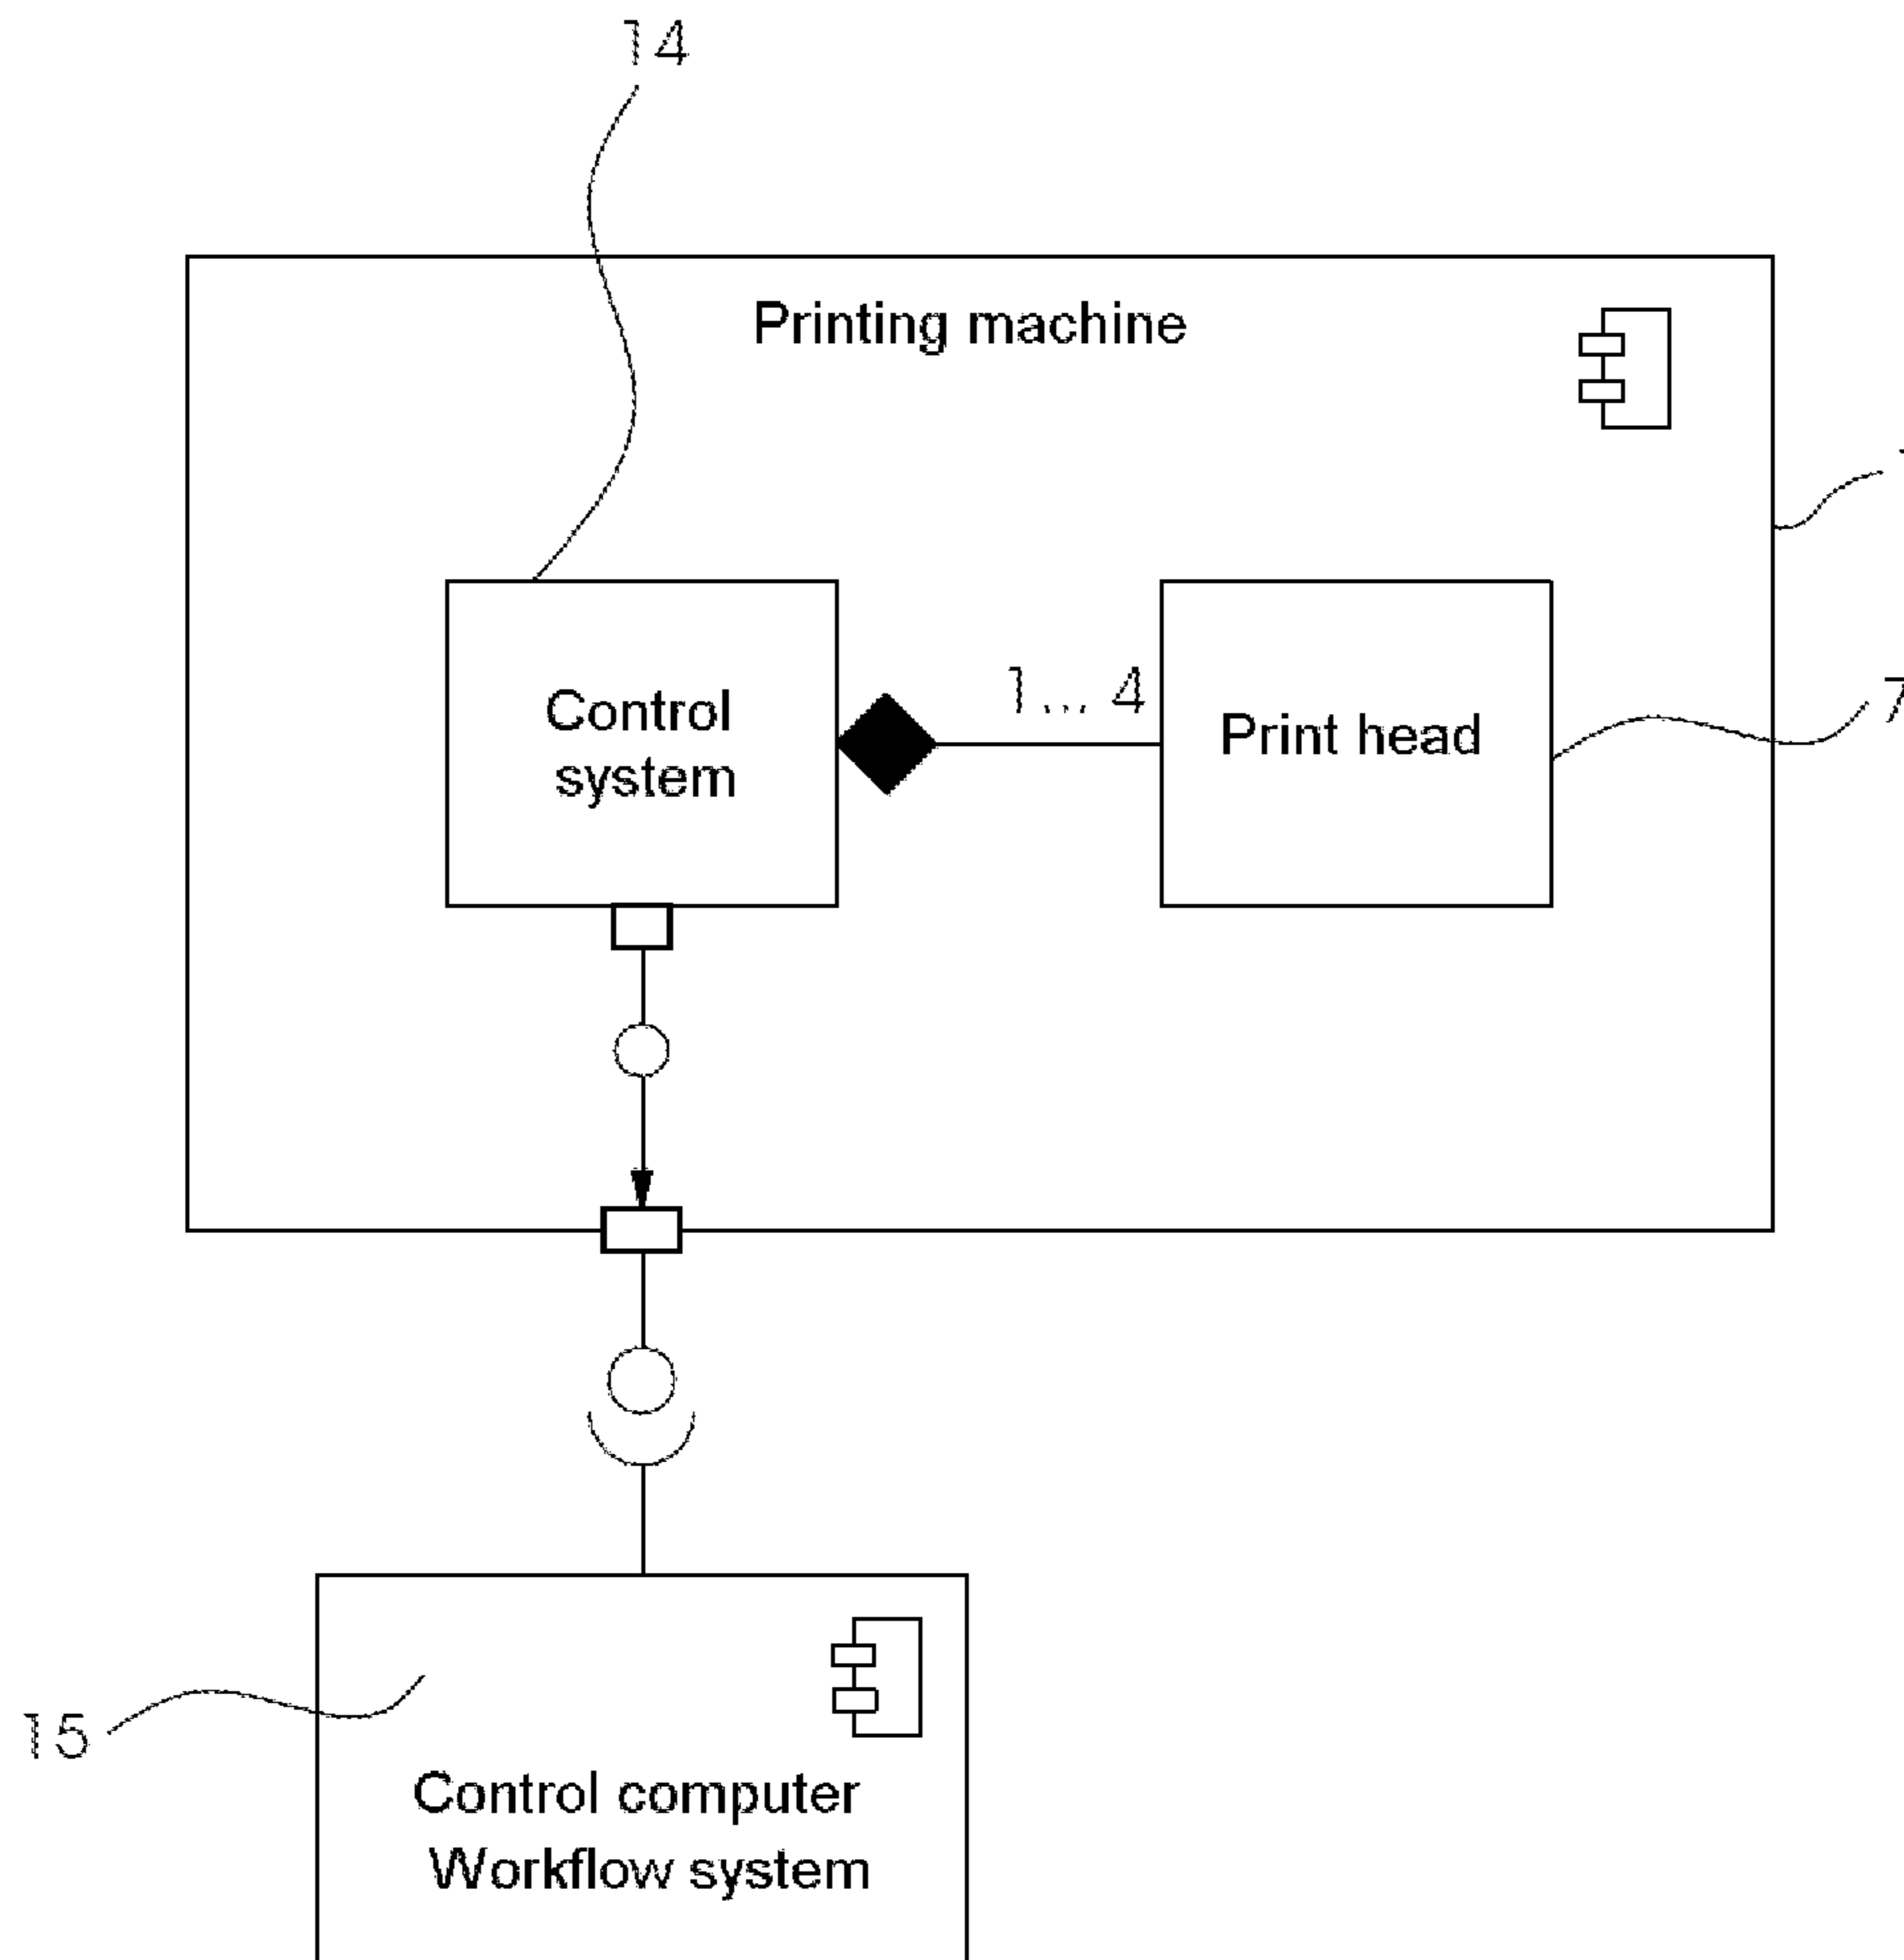 14
Printing machine
Control
system
1... 4
Print head
7
15
Control computer
Workflow system